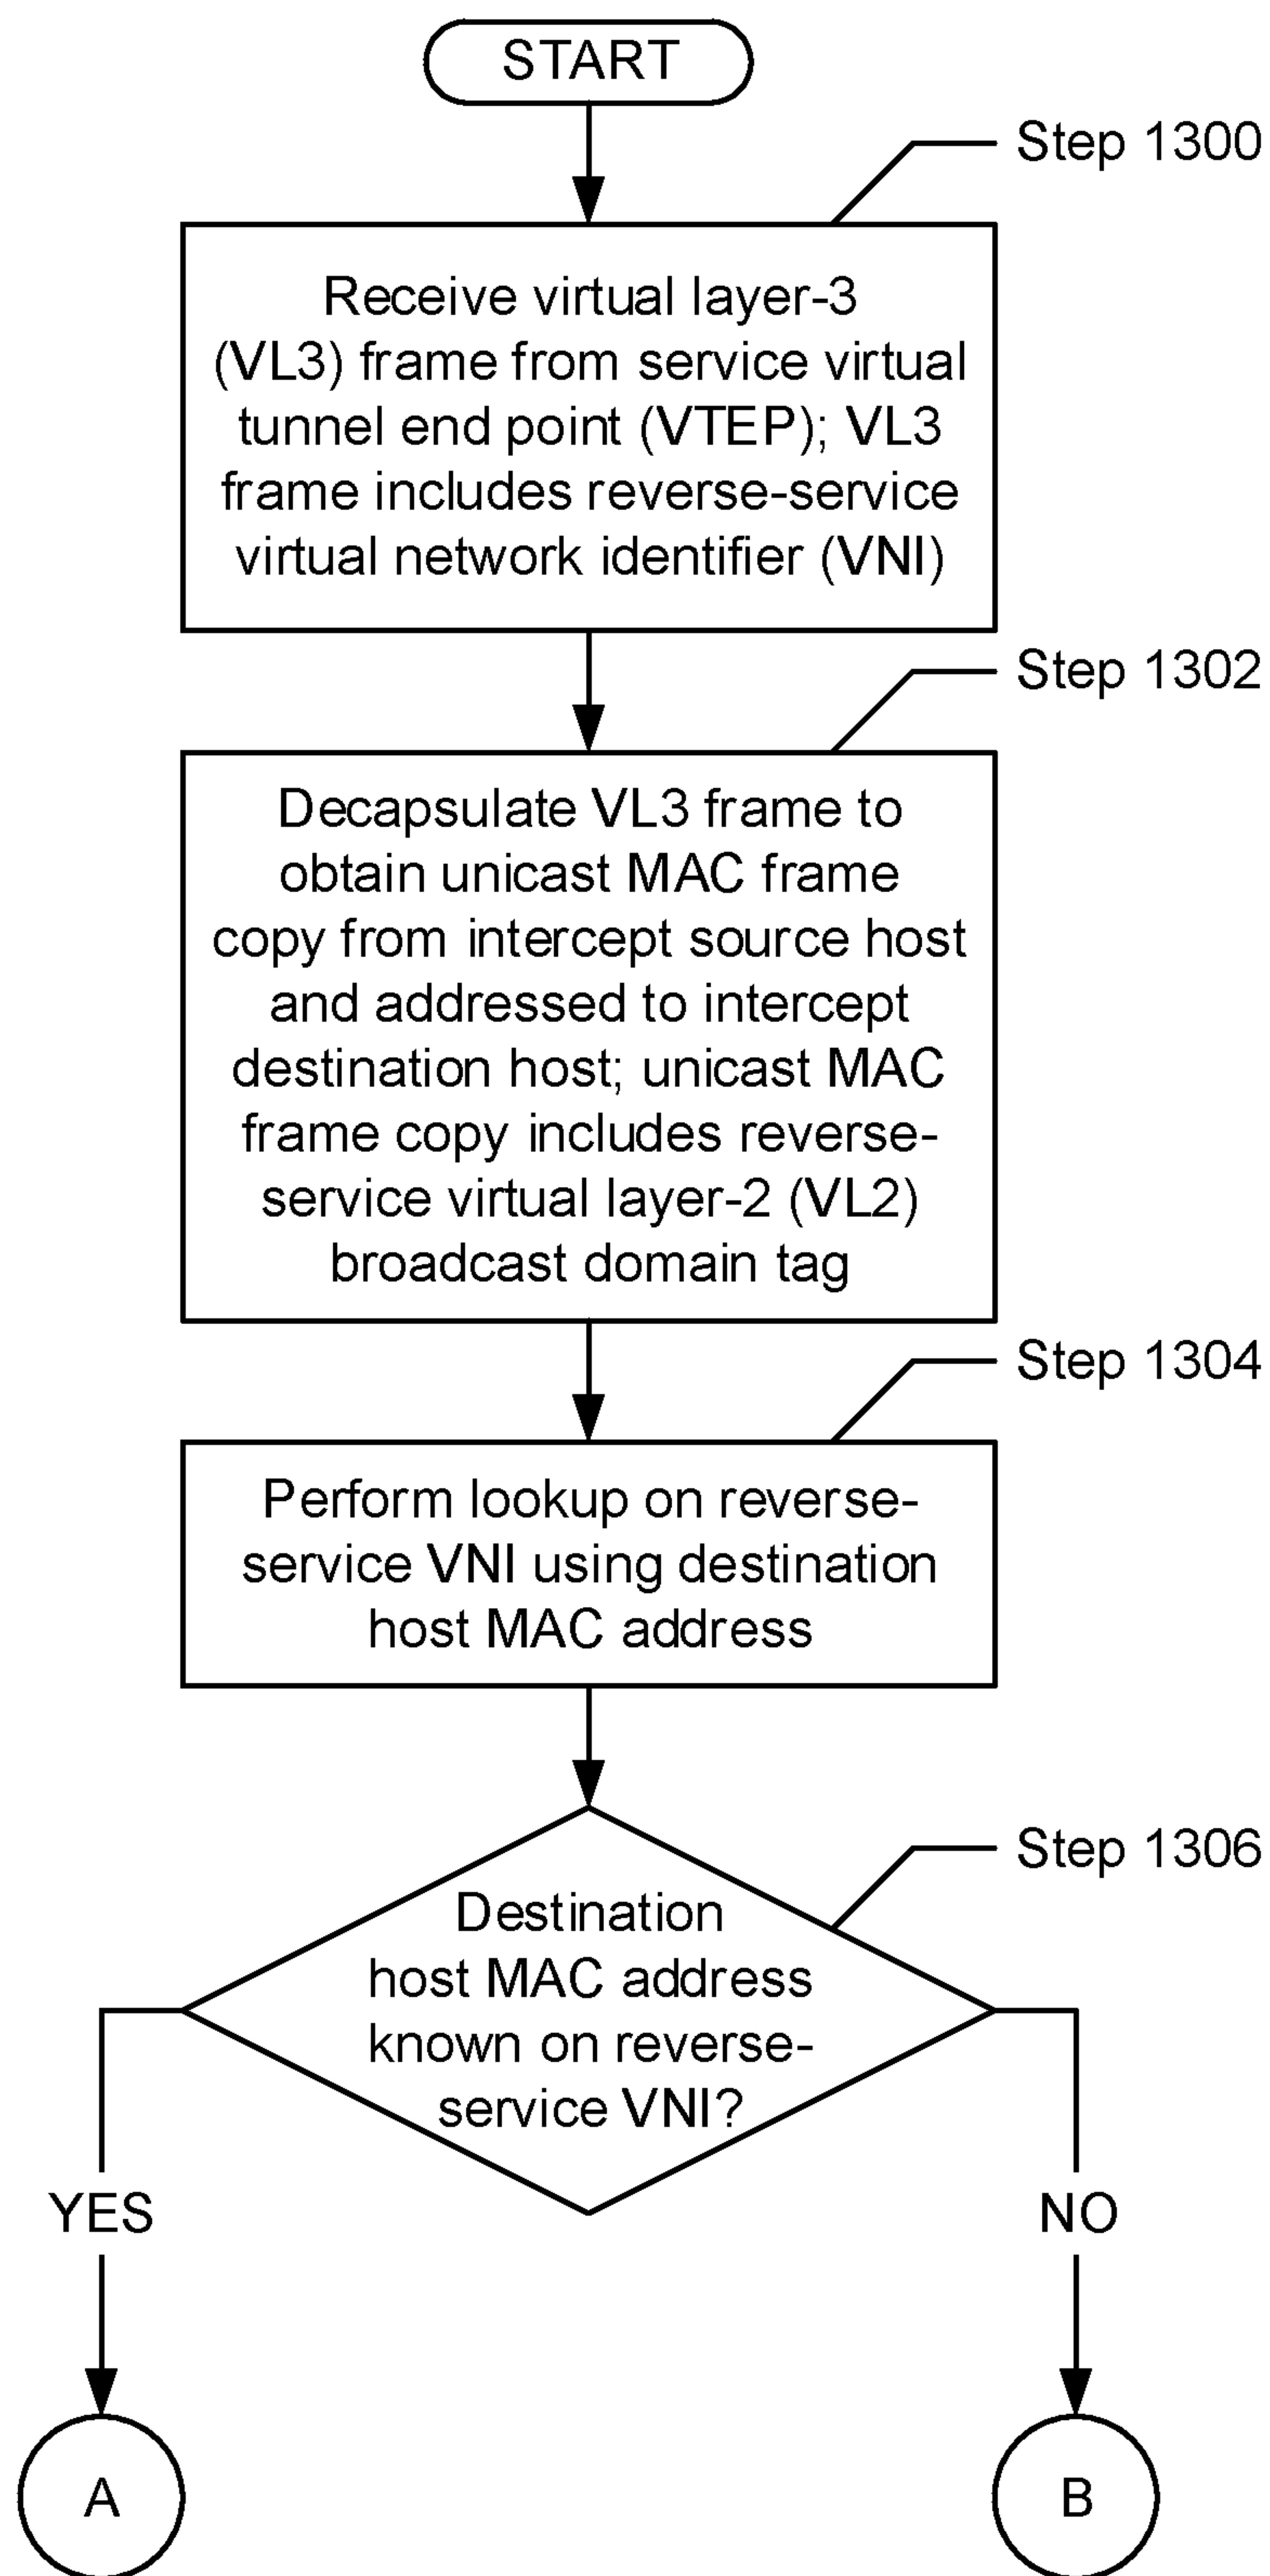 START
Step 1300
Receive virtual layer-3
(VL3) frame from service virtual
tunnel end point (VTEP); VL3
frame includes reverse-service
virtual network identifier (VNI)
Step 1302
Decapsulate VL3 frame to
obtain unicast MAC frame
copy from intercept source host
and addressed to intercept
destination host; unicast MAC
frame copy includes reverse-
service virtual layer-2 (VL2)
broadcast domain tag
Step 1304
Perform lookup on reverse-
service VNI using destination
host MAC address
Step 1306
Destination
host MAC address
known on reverse-
service VNI?
YES
NO
A
B